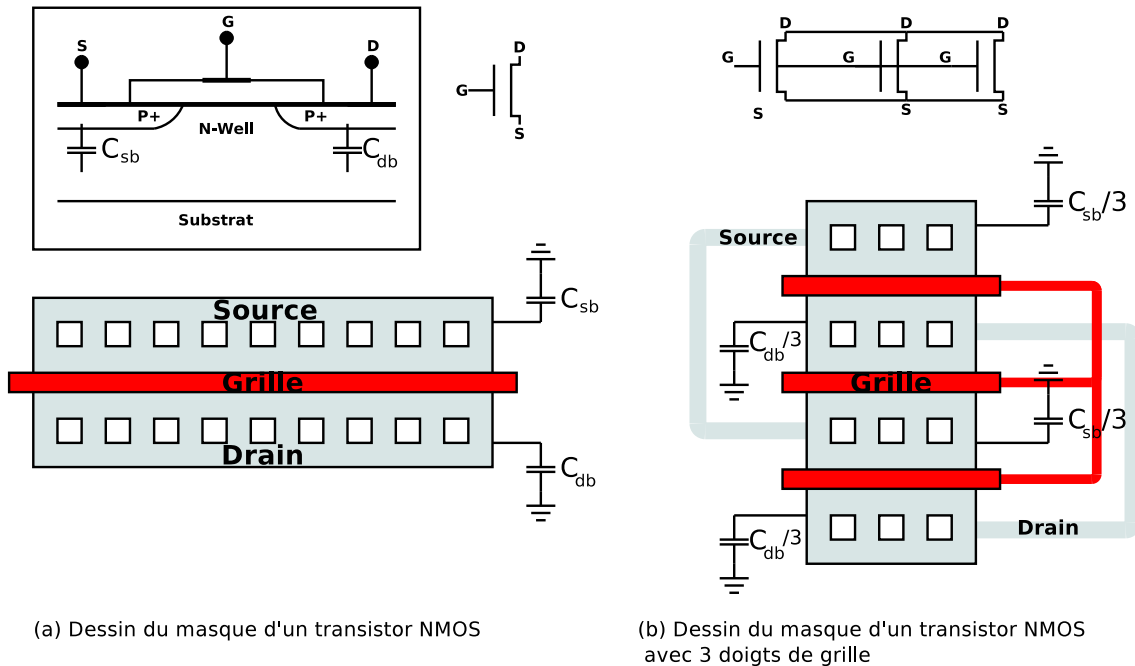 G
S
D
P+
P+
N-Well
Csb
Cdb
Substrat
D
G
S
Source
Grille
Drain
Csb
Cdb
D
D
D
G
G
G
S
S
S
Csb/3
Source
Cdb/3
Grille
Csb/3
Cdb/3
Drain
(a) Dessin du masque d'un transistor NMOS
(b) Dessin du masque d'un transistor NMOS
avec 3 doigts de grille